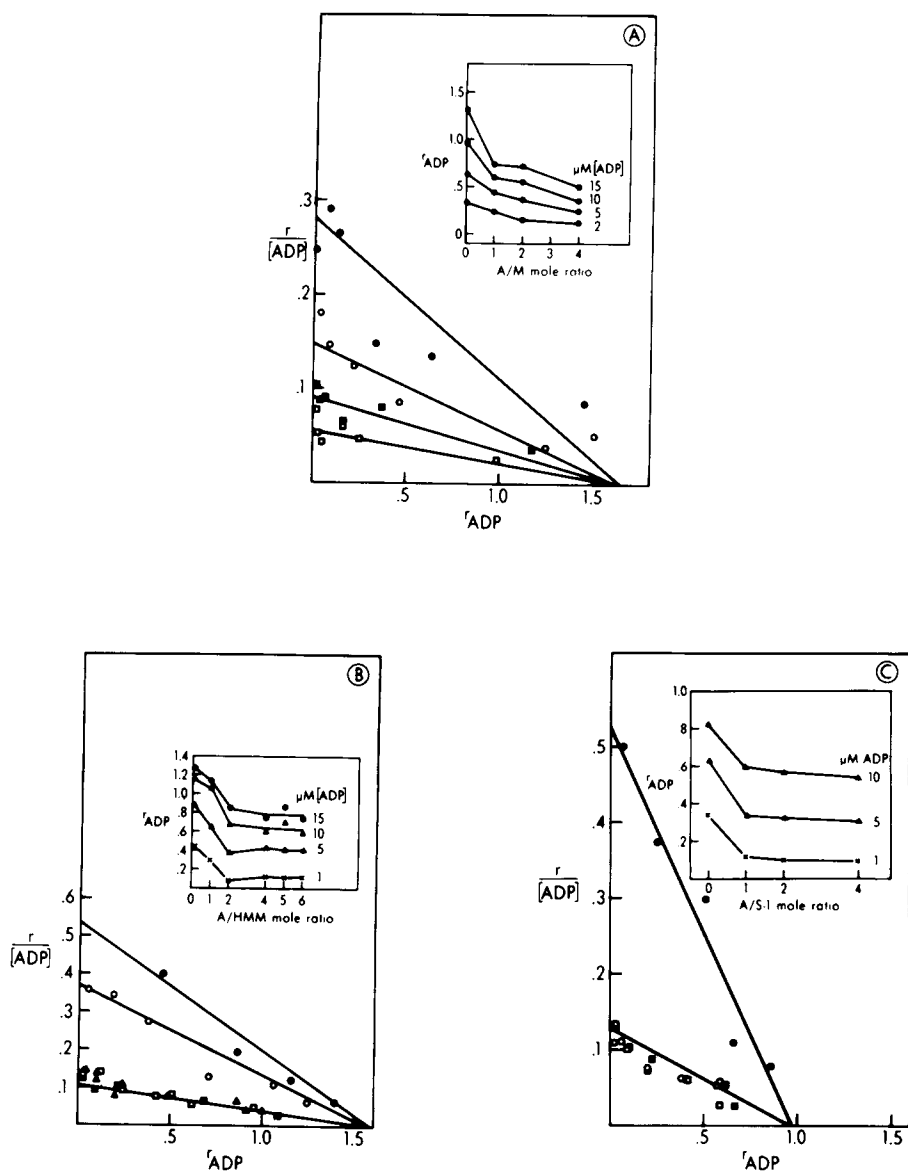 A
1.5
1.0
.5
0
rADP
μM [ADP]
15
10
5
2
0 1 2 3 4
A/M mole ratio
.3
.2
.1
r
[ADP]
.5 1.0 1.5
rADP
B
1.4
1.2
1.0
.8
.6
.4
.2
rADP
μM [ADP]
15
10
5
1
0 1 2 4 5 6
A/HMM mole ratio
.6
.5
.4
.3
.2
.1
r
[ADP]
.5 1.0 1.5
rADP
C
1.0
.8
.6
.4
.2
rADP
μM ADP
10
5
1
0 1 2 4
A/S-1 mole ratio
.5
.4
.3
.2
.1
r
[ADP]
.5 1.0
rADP